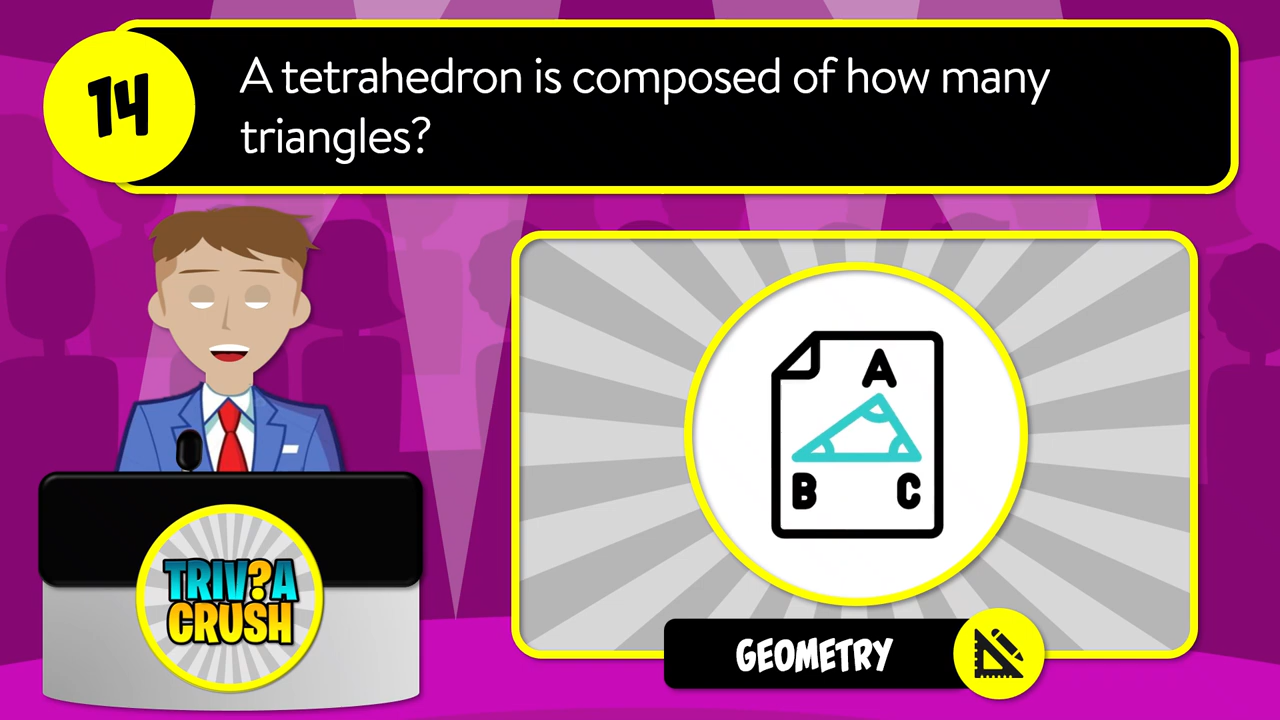 14
A tetrahedron is composed of how many
triangles?
A
B C
TRIV?A
CRUSH
GEOMETRY